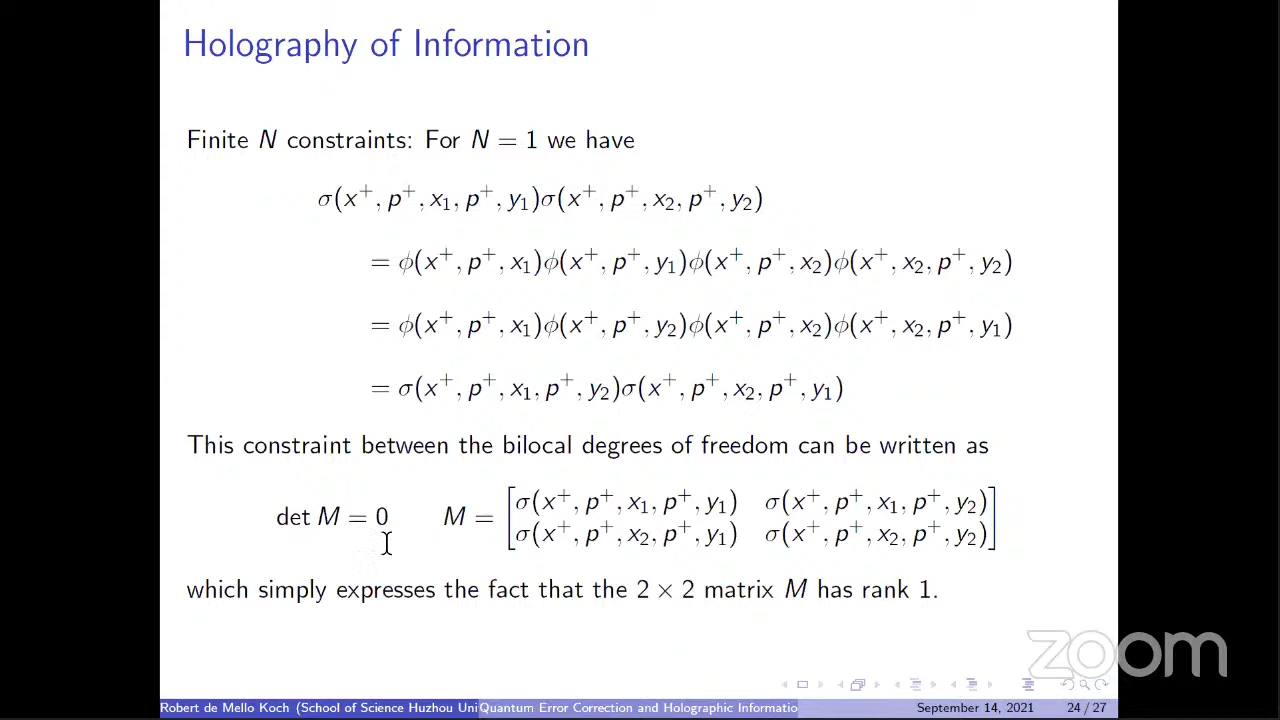 Holography of Information
Finite N constraints: For N = 1 we have
σ(x⁺, p⁺, x₁, p⁺, y₁)σ(x⁺, p⁺, x₂, p⁺, y₂)
= ϕ(x⁺, p⁺, x₁)ϕ(x⁺, p⁺, y₁)ϕ(x⁺, p⁺, x₂)ϕ(x⁺, x₂, p⁺, y₂)
= ϕ(x⁺, p⁺, x₁)ϕ(x⁺, p⁺, y₂)ϕ(x⁺, p⁺, x₂)ϕ(x⁺, x₂, p⁺, y₁)
= σ(x⁺, p⁺, x₁, p⁺, y₂)σ(x⁺, p⁺, x₂, p⁺, y₁)
This constraint between the bilocal degrees of freedom can be written as
det M = 0 M = [σ(x⁺, p⁺, x₁, p⁺, y₁) σ(x⁺, p⁺, x₁, p⁺, y₂)
σ(x⁺, p⁺, x₂, p⁺, y₁) σ(x⁺, p⁺, x₂, p⁺, y₂)]
which simply expresses the fact that the 2 × 2 matrix M has rank 1.
zoom
Robert de Mello Koch (School of Science Huzhou Uni Quantum Error Correction and Holographic Informatio September 14, 2021 24 / 27